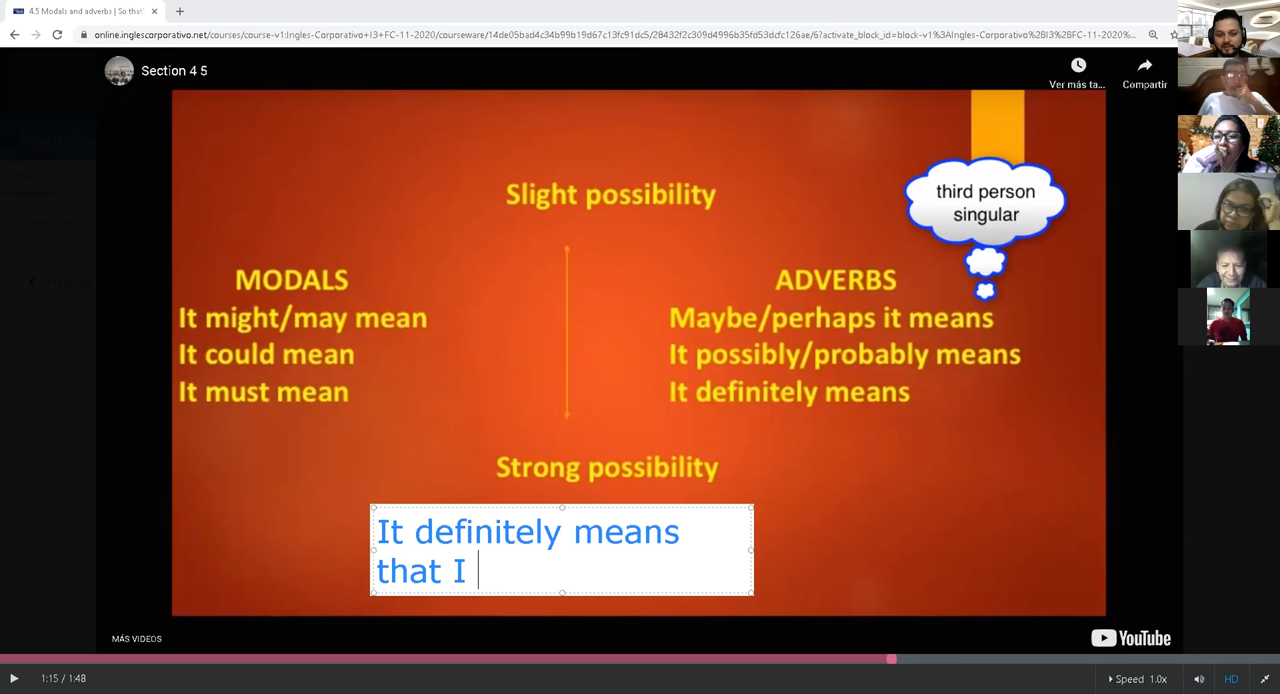 4.5 Modals and adverbs | So that'
online.inglescorporativo.net/courses/course-v1:Ingles-Corporativo+I3+FC-11-2020/courseware/14de05bad4c34b99b19d67c13fc91dc5/28432f2c309d4996b35fd53dcfc126ae/6?activate_block_id=block-v1%3AIngles-Corporativo%2BI3%2BFC-11-2020%...
Section 4 5
Ver más ta...
Compartir
Slight possibility
third person
singular
MODALS
It might/may mean
It could mean
It must mean
ADVERBS
Maybe/perhaps it means
It possibly/probably means
It definitely means
Strong possibility
It definitely means
that I
MÁS VIDEOS
YouTube
1:15 / 1:48
Speed 1.0x
HD